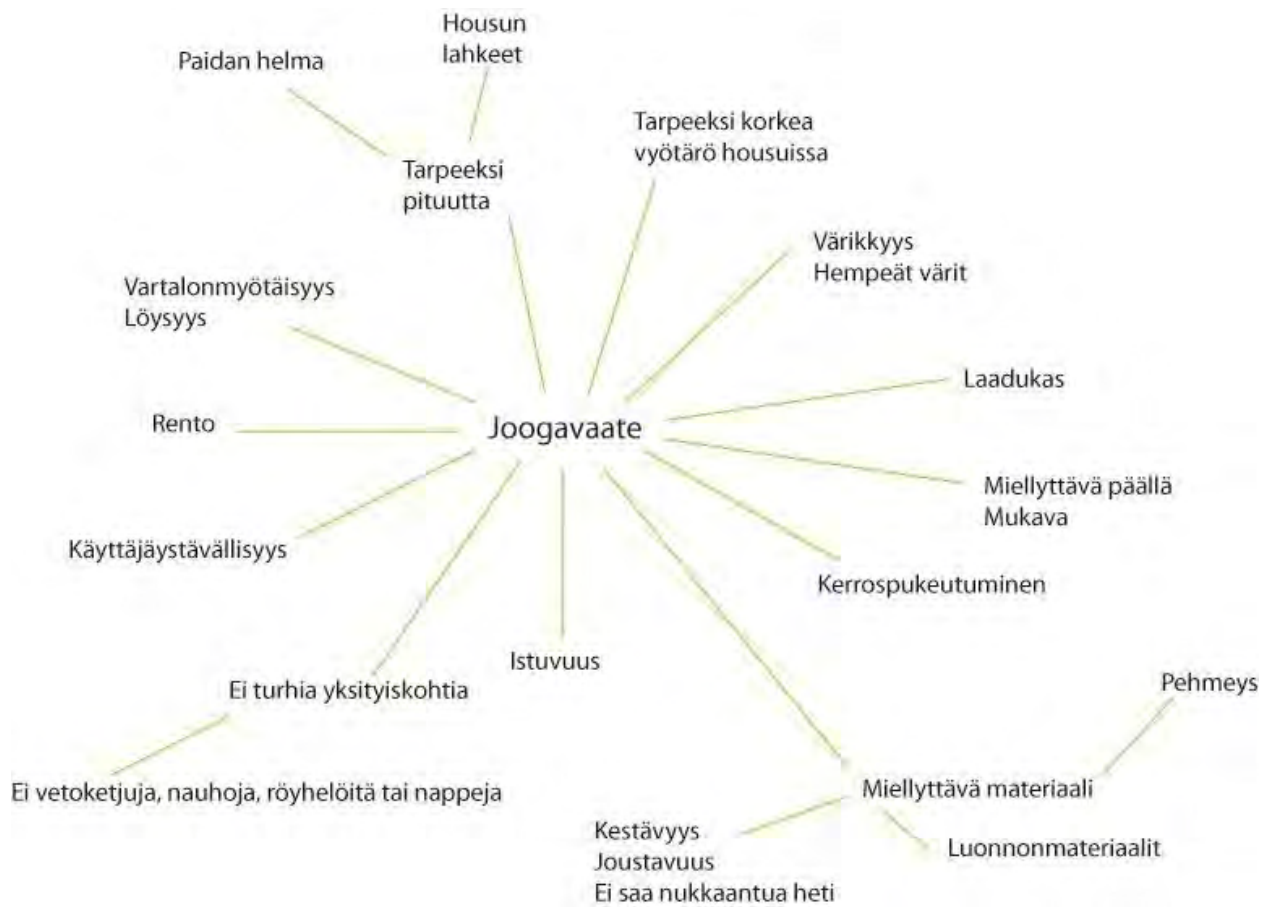 Housun
lahkeet
Paidan helma
Tarpeeksi korkea
vyötärö housuissa
Tarpeeksi
pituutta
Värikkyys
Hempeät värit
Vartalonmyötäisyys
Löysyys
Laadukas
Rento
Joogavaate
Miellyttävä päällä
Mukava
Käyttäjäystävällisyys
Kerrospukeutuminen
Istuvuus
Ei turhia yksityiskohtia
Pehmeys
Ei vetoketjuja, nauhoja, röyhelöitä tai nappeja
Miellyttävä materiaali
Kestävyys
Joustavuus
Ei saa nukkaantua heti
Luonnonmateriaalit